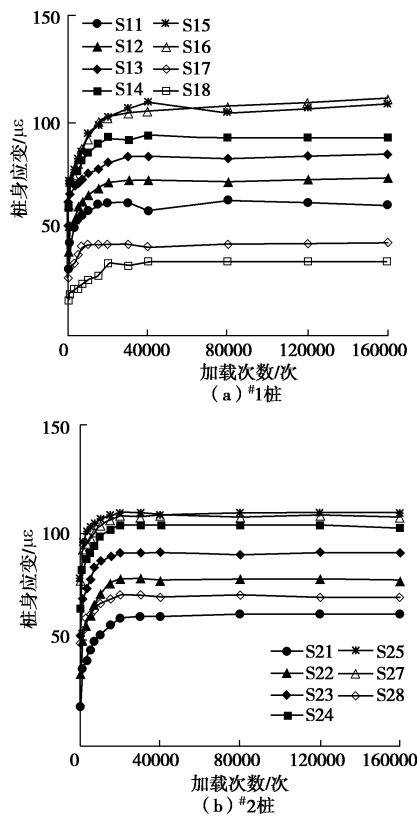 150
100
50
0
40000
80000
120000
160000
桩身应变/με
S11
S15
S12
S16
S13
S17
S14
S18
加载次数/次
(a) #1桩
150
100
50
0
40000
80000
120000
160000
桩身应变/με
S21
S25
S22
S27
S23
S28
S24
加载次数/次
(b) #2桩